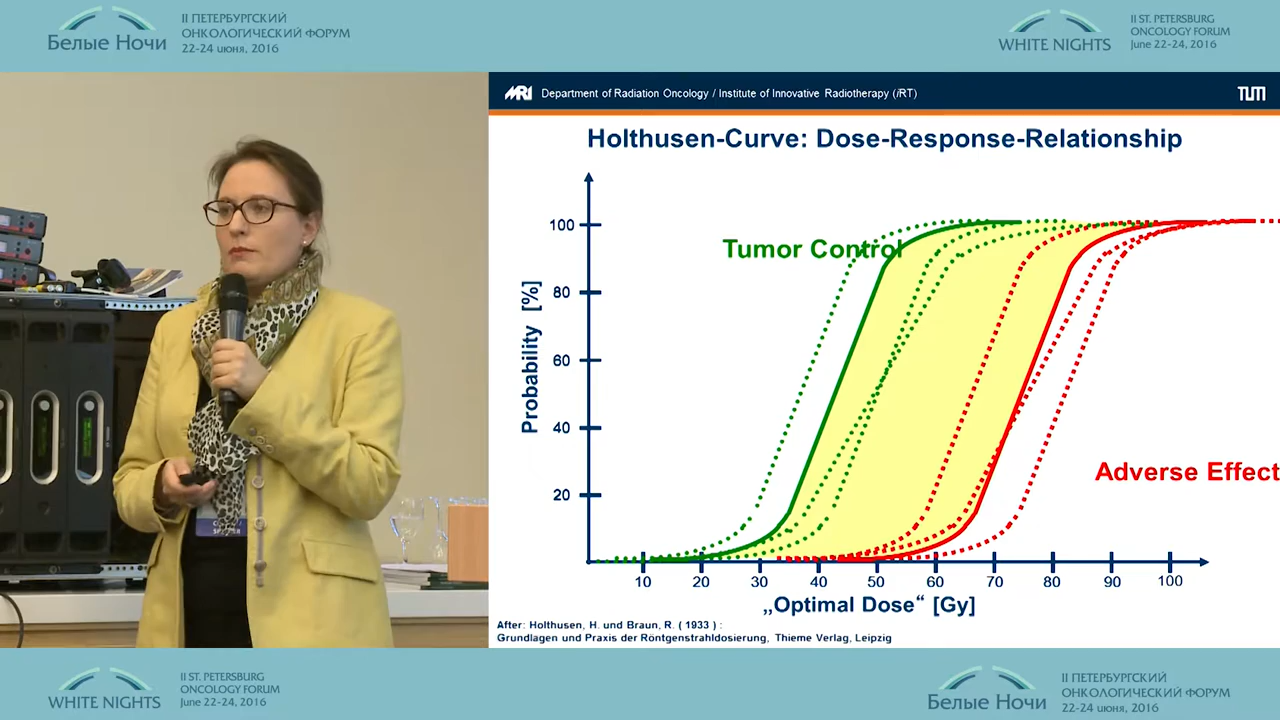 Белые Ночи
II ПЕТЕРБУРГСКИЙ
ОНКОЛОГИЧЕСКИЙ ФОРУМ
22-24 июня, 2016
WHITE NIGHTS
II ST. PETERSBURG
ONCOLOGY FORUM
June 22-24, 2016
MRI Department of Radiation Oncology / Institute of Innovative Radiotherapy (iRT) TUM
Holthusen-Curve: Dose-Response-Relationship
Probability [%]
100
80
60
40
20
Tumor Control
Adverse Effect
10 20 30 40 50 60 70 80 90 100
„Optimal Dose“ [Gy]
After: Holthusen, H. und Braun, R. ( 1933 ) :
Grundlagen und Praxis der Röntgenstrahldosierung, Thieme Verlag, Leipzig
WHITE NIGHTS
II ST. PETERSBURG
ONCOLOGY FORUM
June 22-24, 2016
Белые Ночи
II ПЕТЕРБУРГСКИЙ
ОНКОЛОГИЧЕСКИЙ ФОРУМ
22-24 июня, 2016